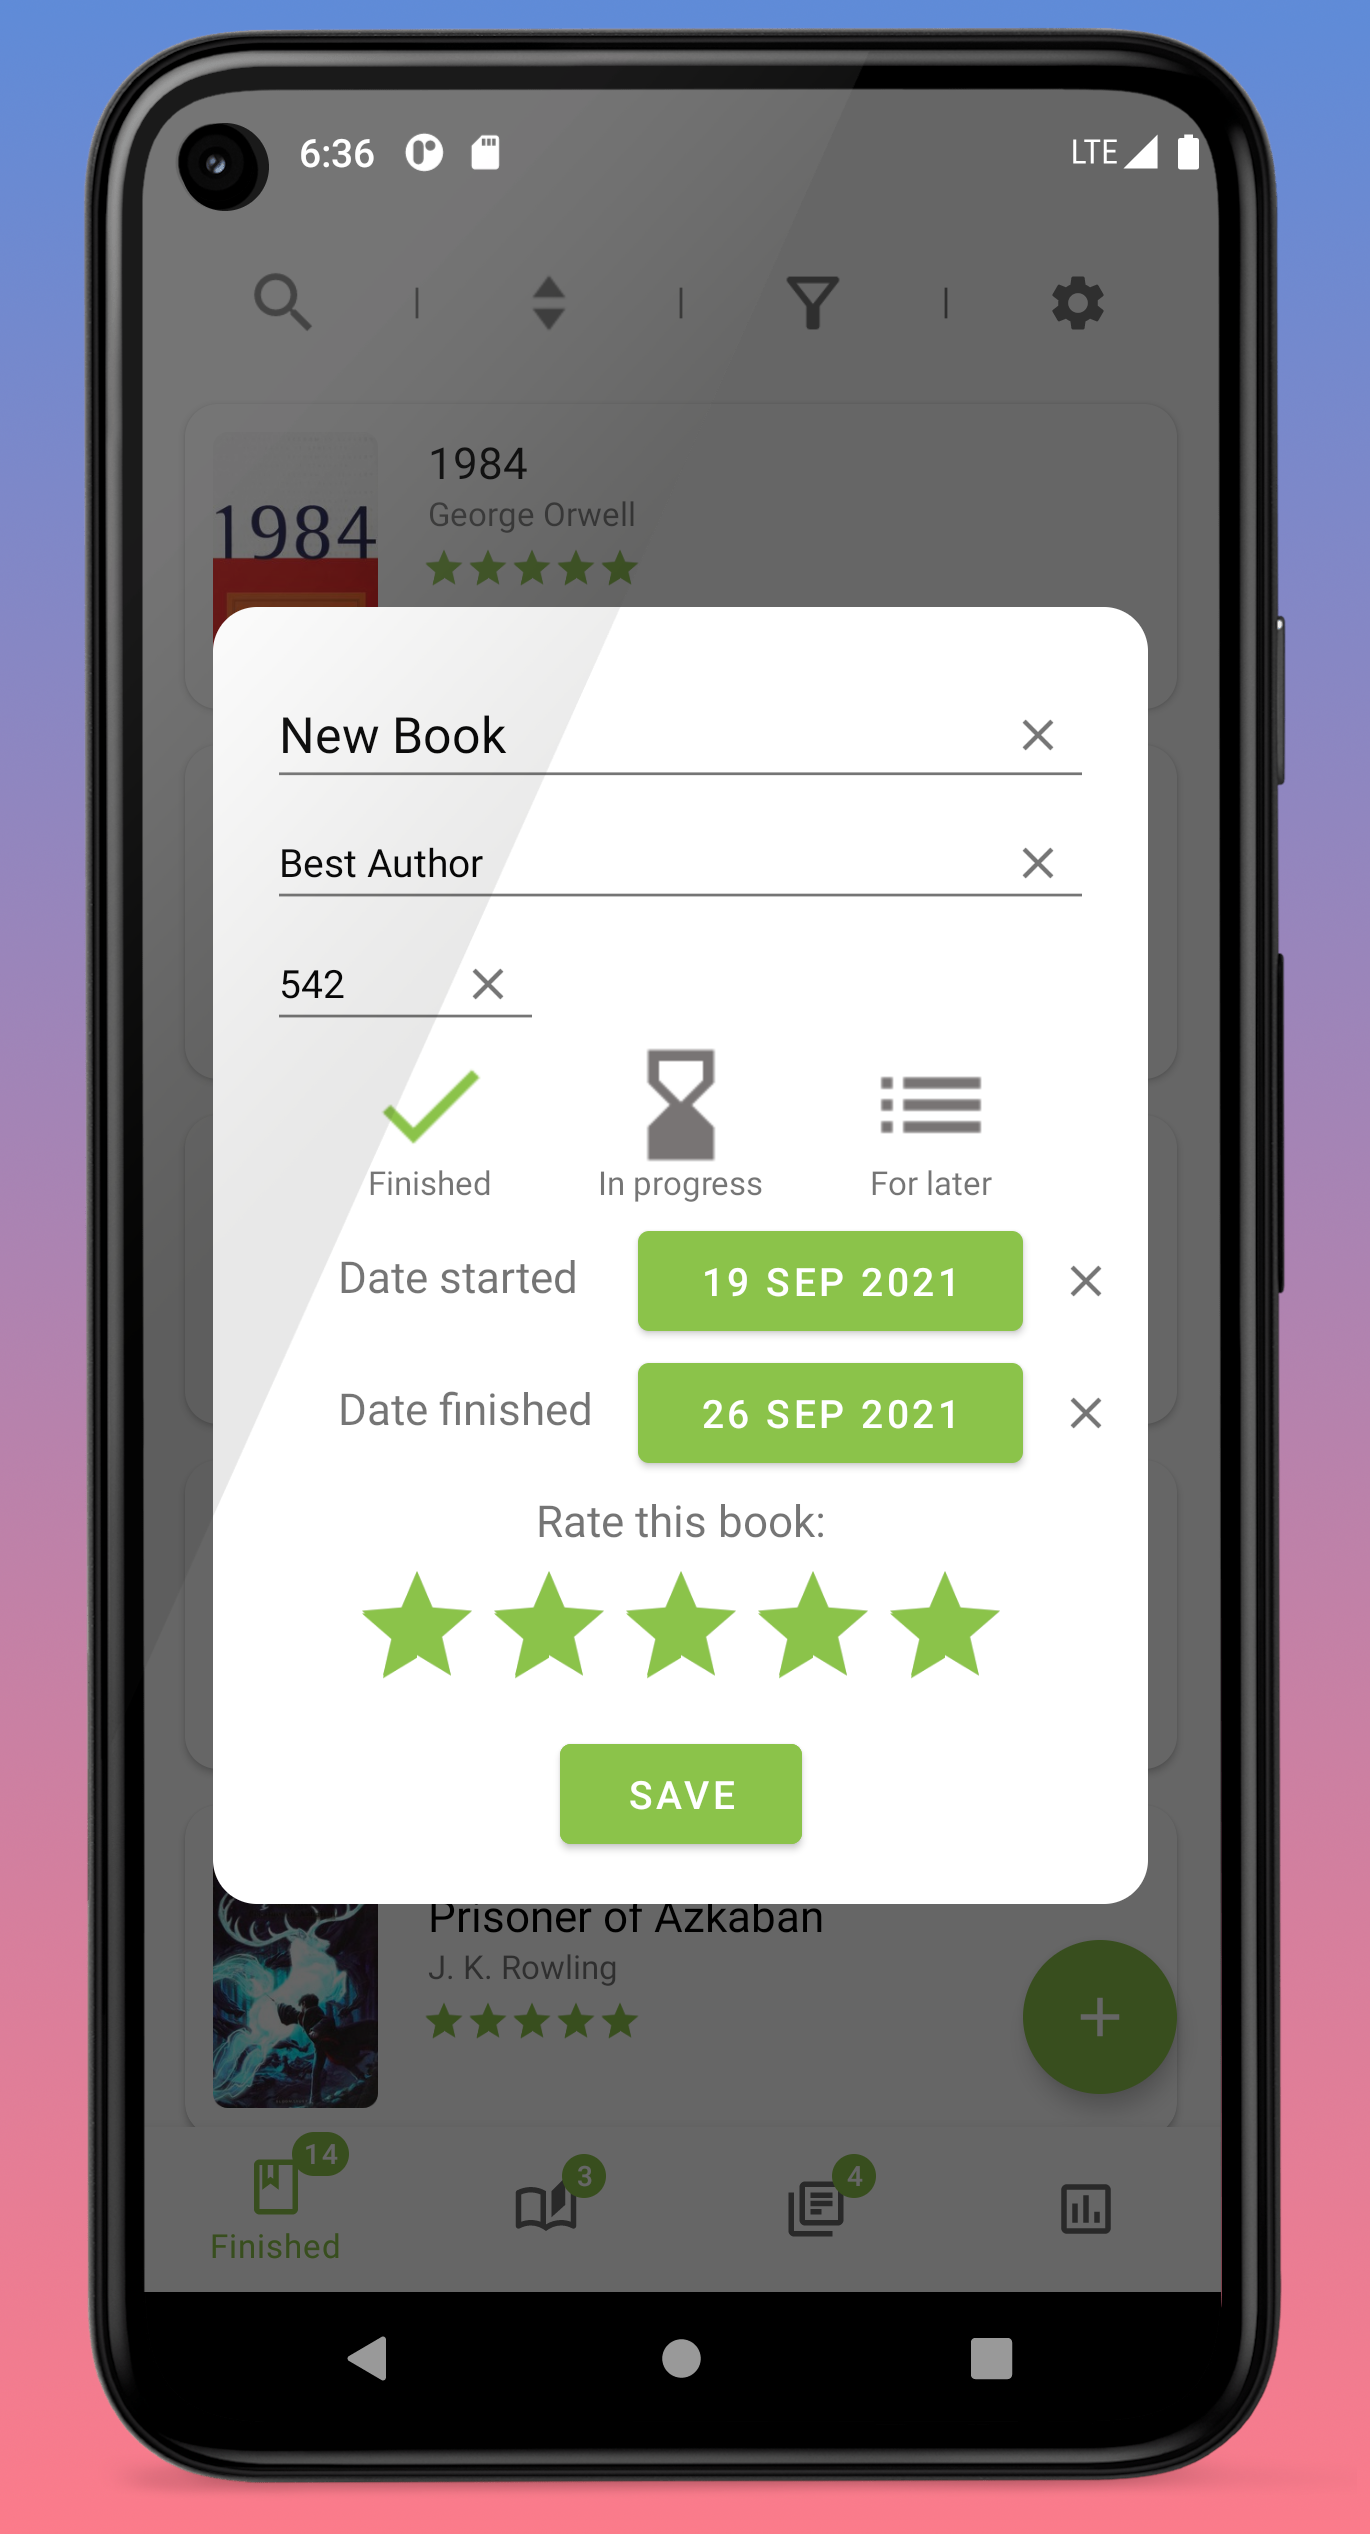 6:36
LTE
1984
George Orwell
1984
New Book
Best Author
542
Finished
In progress
For later
Date started
19 SEP 2021
Date finished
26 SEP 2021
Rate this book:
SAVE
Prisoner of Azkaban
J. K. Rowling
14
3
4
Finished